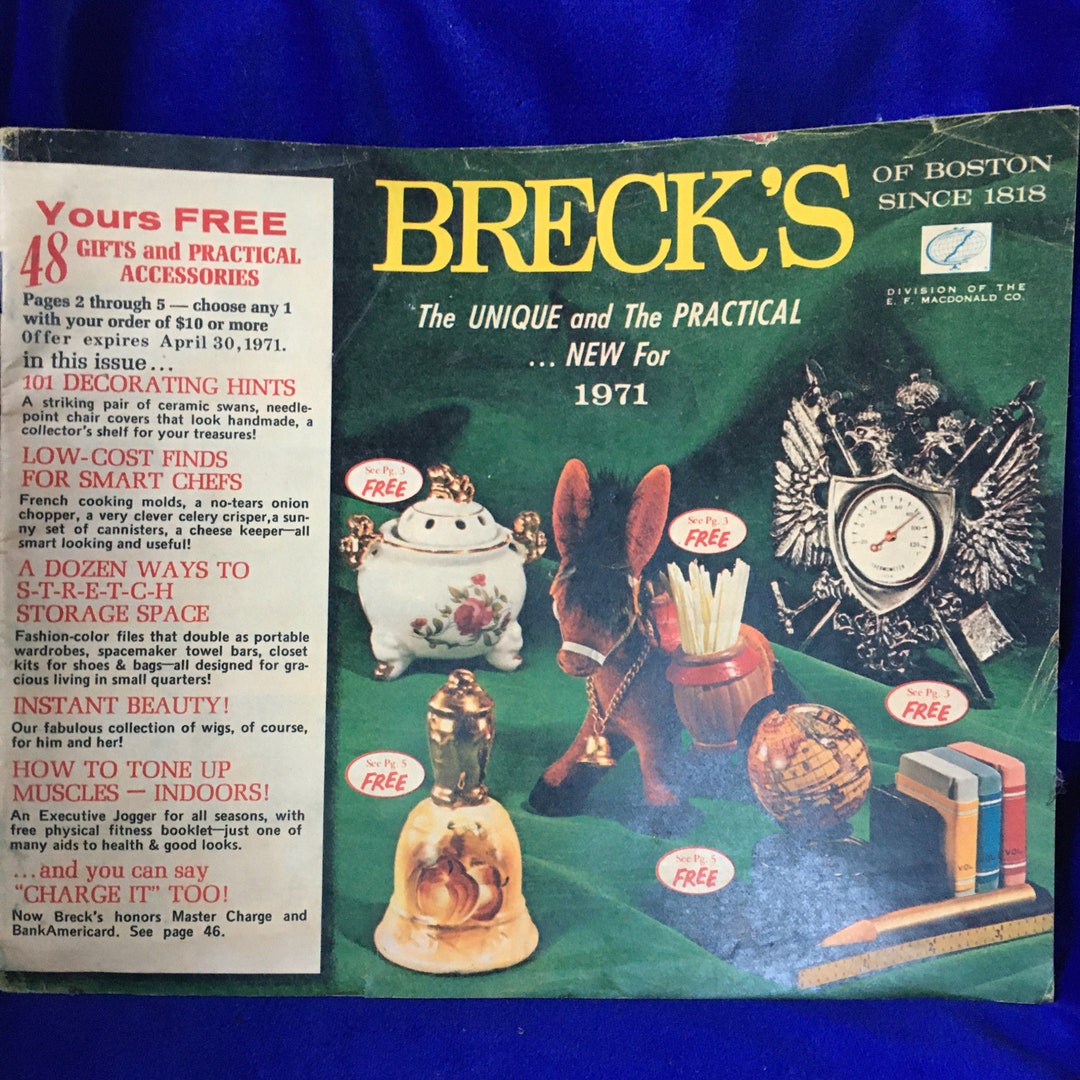 Yours FREE
48 GIFTS and PRACTICAL
ACCESSORIES
Pages 2 through 5 — choose any 1
with your order of $10 or more
Offer expires April 30, 1971.
in this issue...
101 DECORATING HINTS
A striking pair of ceramic swans, needle-
point chair covers that look handmade, a
collector's shelf for your treasures!
LOW-COST FINDS
FOR SMART CHEFS
French cooking molds, a no-tears onion
chopper, a very clever celery crisper, a sun-
ny set of cannisters, a cheese keeper—all
smart looking and useful!
A DOZEN WAYS TO
S-T-R-E-T-C-H
STORAGE SPACE
Fashion-color files that double as portable
wardrobes, spacemaker towel bars, closet
kits for shoes & bags—all designed for gra-
cious living in small quarters!
INSTANT BEAUTY!
Our fabulous collection of wigs, of course,
for him and her!
HOW TO TONE UP
MUSCLES — INDOORS!
An Executive Jogger for all seasons, with
free physical fitness booklet—just one of
many aids to health & good looks.
...and you can say
"CHARGE IT" TOO!
Now Breck's honors Master Charge and
BankAmericard. See page 46.
BRECK'S
OF BOSTON
SINCE 1818
DIVISION OF THE
E. F. MACDONALD CO.
The UNIQUE and The PRACTICAL
... NEW For
1971
See Pg. 3
FREE
See Pg. 3
FREE
THERMOMETER
See Pg. 3
FREE
See Pg. 5
FREE
See Pg. 5
FREE
VOL
VOL
VOL
1 2 3